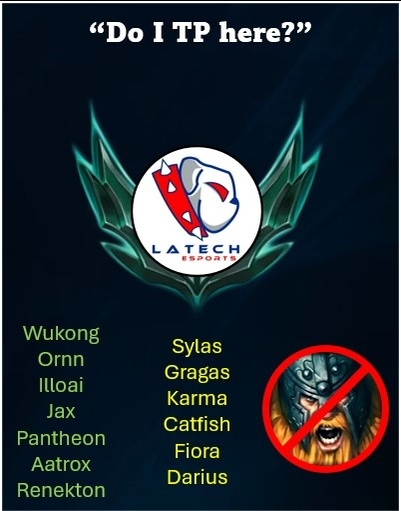 “Do I TP here?”
LATECH
ESPORTS
Wukong
Ornn
Illoai
Jax
Pantheon
Aatrox
Renekton
Sylas
Gragas
Karma
Catfish
Fiora
Darius